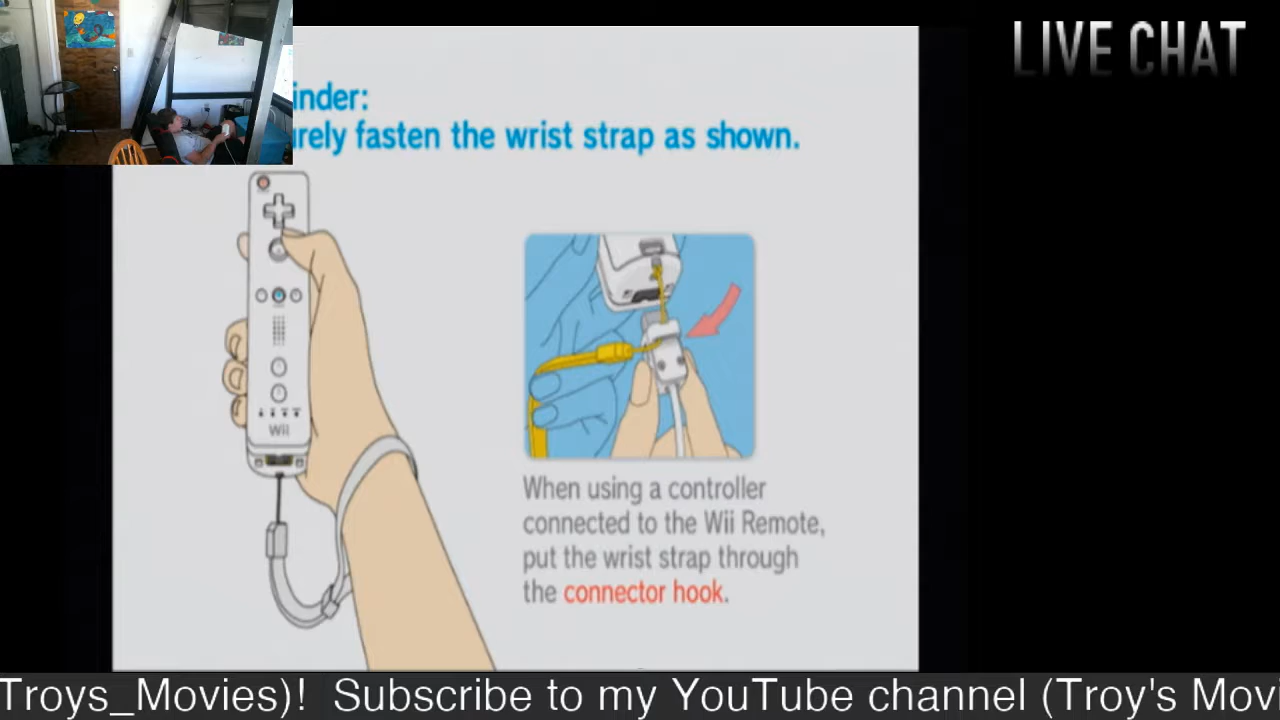 LIVE CHAT
inder:
urely fasten the wrist strap as shown.
Wii
When using a controller
connected to the Wii Remote,
put the wrist strap through
the connector hook.
Troys_Movies)! Subscribe to my YouTube channel (Troy's Movi